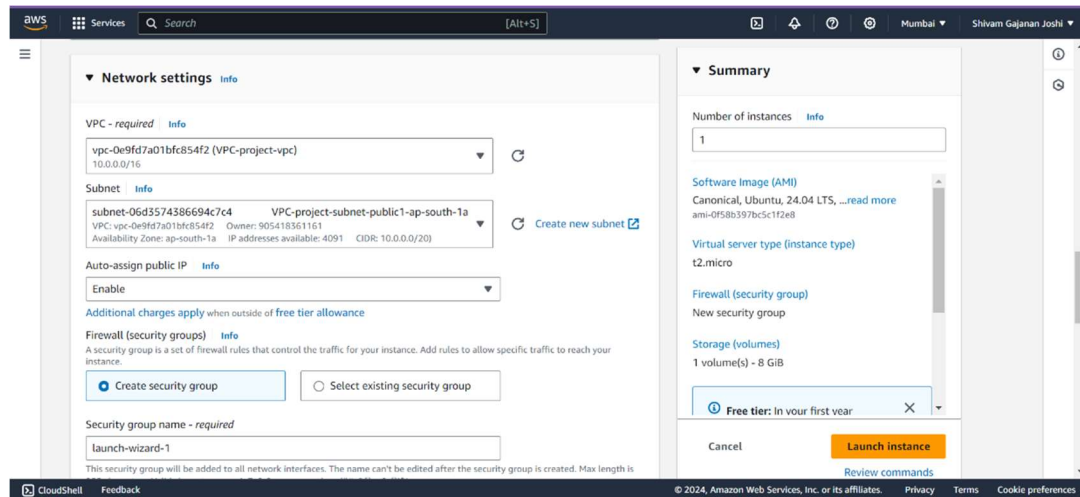 aws
Services
Search
[Alt+S]
Mumbai
Shivam Gajanan Joshi
Network settings Info
VPC - required Info
vpc-0e9fd7a01bfc854f2 (VPC-project-vpc)
10.0.0.0/16
Subnet Info
subnet-06d3574386694c7c4 VPC-project-subnet-public1-ap-south-1a
VPC: vpc-0e9fd7a01bfc854f2 Owner: 905418361161
Availability Zone: ap-south-1a IP addresses available: 4091 CIDR: 10.0.0.0/20)
Create new subnet
Auto-assign public IP Info
Enable
Additional charges apply when outside of free tier allowance
Firewall (security groups) Info
A security group is a set of firewall rules that control the traffic for your instance. Add rules to allow specific traffic to reach your
instance.
Create security group
Select existing security group
Security group name - required
launch-wizard-1
This security group will be added to all network interfaces. The name can't be edited after the security group is created. Max length is
Summary
Number of instances Info
1
Software Image (AMI)
Canonical, Ubuntu, 24.04 LTS, ...read more
ami-0f58b397bc5c1f2e8
Virtual server type (instance type)
t2.micro
Firewall (security group)
New security group
Storage (volumes)
1 volume(s) - 8 GiB
Free tier: In your first year
Cancel
Launch instance
Review commands
CloudShell
Feedback
© 2024, Amazon Web Services, Inc. or its affiliates.
Privacy
Terms
Cookie preferences